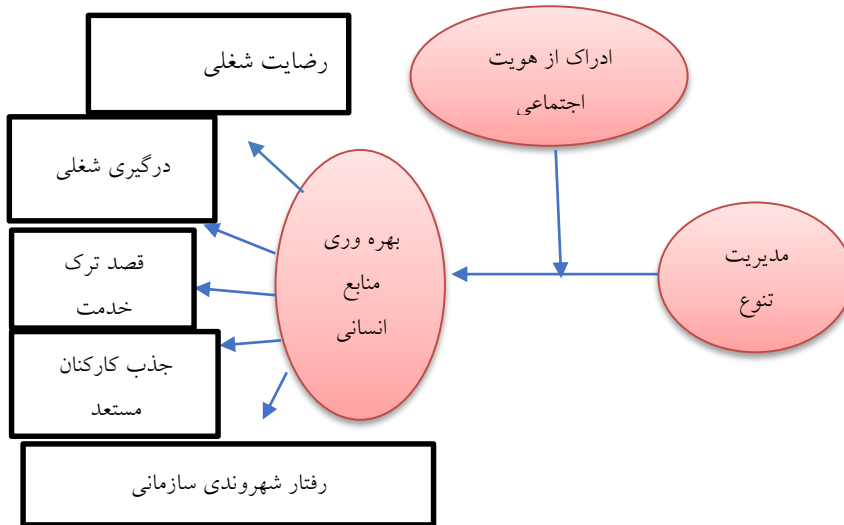 ادراک از هویت
اجتماعی
مدیریت
تنوع
بهره وری
منابع
انسانی
رضایت شغلی
درگیری شغلی
قصد ترک
خدمت
جذب کارکنان
مستعد
رفتار شهروندی سازمانی